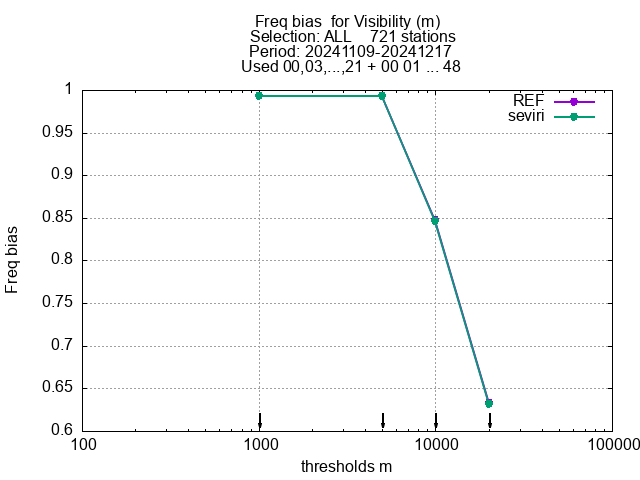 Freq bias  for Visibility (m)
Selection: ALL    721 stations
Period: 20241109-20241217
Used 00,03,...,21 + 00 01 ... 48
REF
seviri
1
0.95
0.9
0.85
0.8
0.75
0.7
0.65
0.6
Freq bias
100
1000
10000
100000
thresholds m